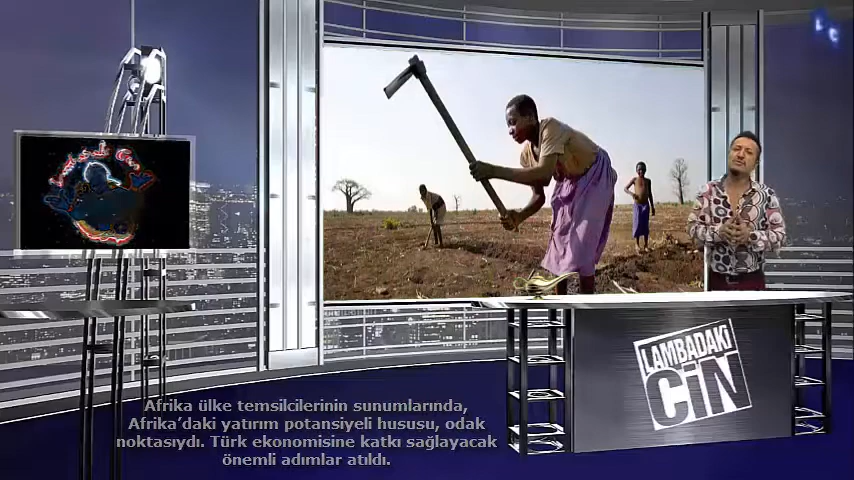 LC
LAMBADAKİ
CİN
Afrika ülke temsilcilerinin sunumlarında,
Afrika'daki yatırım potansiyeli hususu, odak
noktasıydı. Türk ekonomisine katkı sağlayacak
önemli adımlar atıldı.